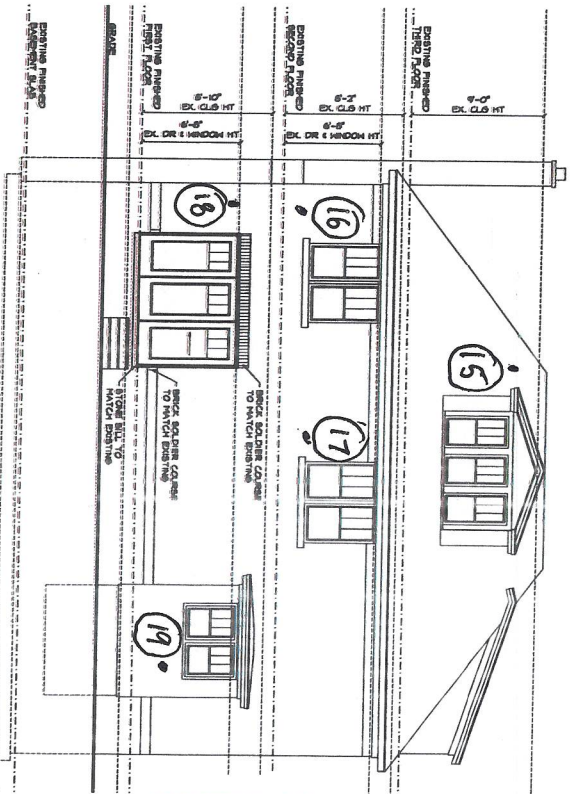 9'-0"
EX. CLG HT
EXISTING FINISHED
THIRD FLOOR
8'-2"
EX. CLG HT
6'-8"
EX. DR & WINDOW HT
EXISTING FINISHED
SECOND FLOOR
8'-10"
EX. CLG HT
6'-8"
EX. DR & WINDOW HT
EXISTING FINISHED
FIRST FLOOR
GRADE
EXISTING FINISHED
BASEMENT SLAB
15
16
17
18
19
BRICK SOLDIER COURSE
TO MATCH EXISTING
BRICK SOLDIER COURSE
TO MATCH EXISTING
STONE SILL TO
MATCH EXISTING